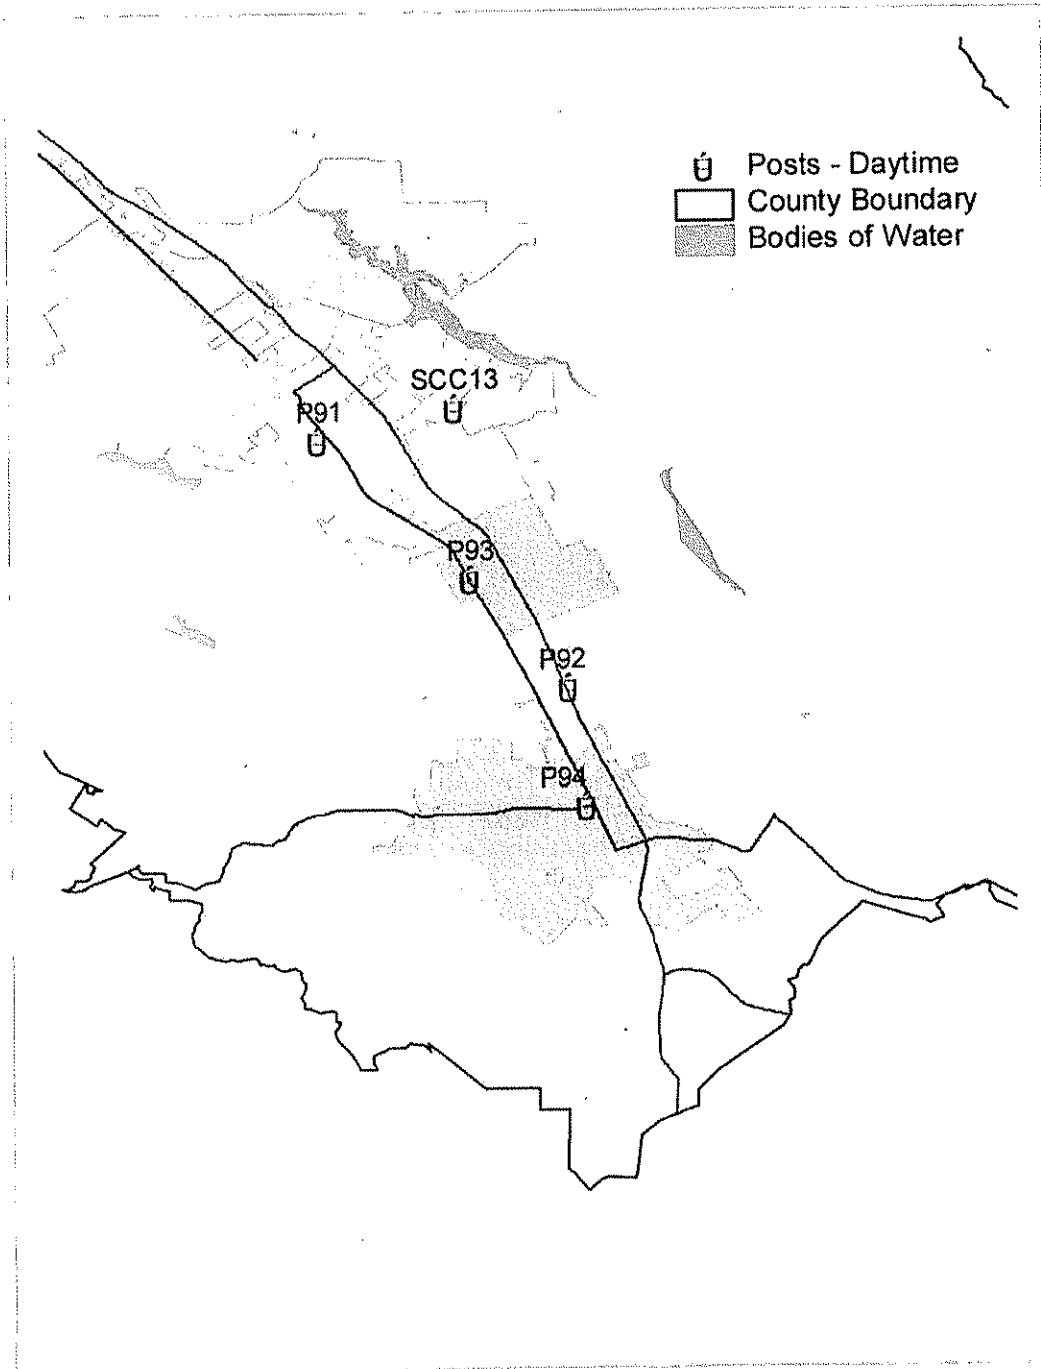 Ú Posts - Daytime
County Boundary
Bodies of Water
SCC13
Ú
P91
Ú
P93
Ú
P92
Ú
P94
Ú